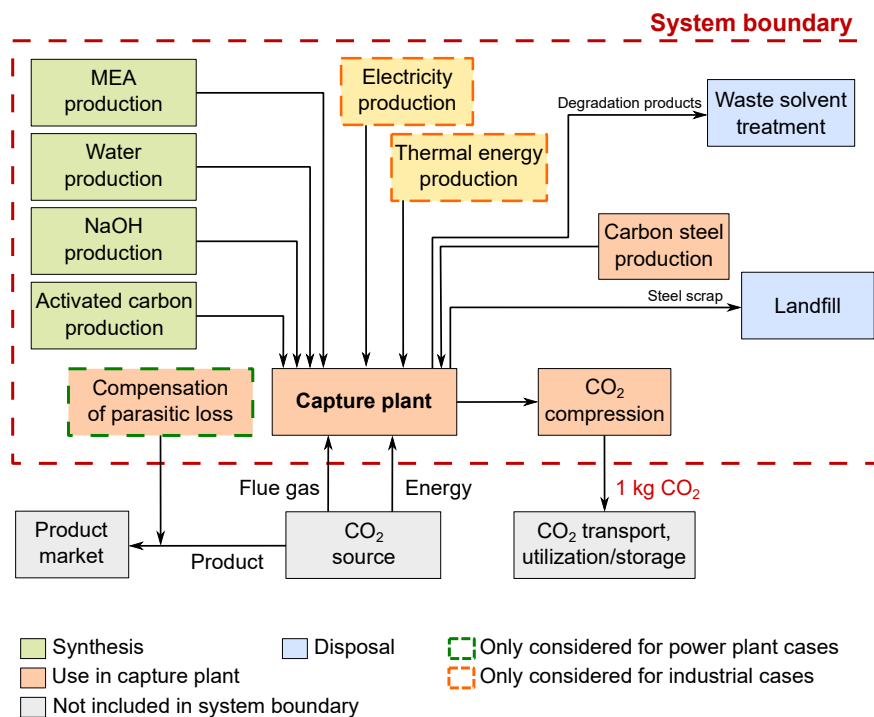 System boundary
MEA
production
Water
production
NaOH
production
Activated carbon
production
Electricity
production
Thermal energy
production
Degradation products
Waste solvent
treatment
Carbon steel
production
Steel scrap
Landfill
Compensation
of parasitic loss
Capture plant
CO₂
compression
Flue gas
Energy
1 kg CO₂
Product
market
Product
CO₂
source
CO₂ transport,
utilization/storage
Synthesis
Disposal
Only considered for power plant cases
Use in capture plant
Only considered for industrial cases
Not included in system boundary